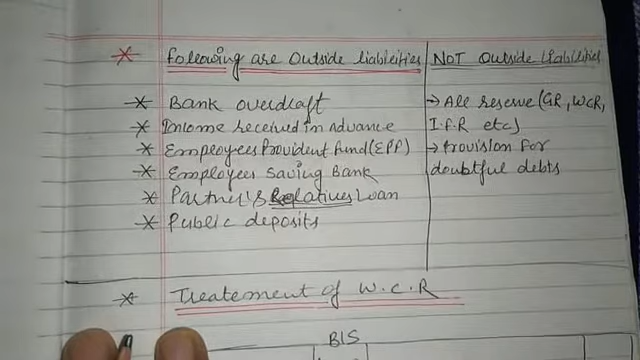 * Following are Outside liabilities
NOT Outside liabilities
* Bank overdraft
* Income received in advance
* Employees Provident Fund (EPF)
* Employees Saving Bank
* Partner's Relatives Loan
* Public deposits
→ All reserve (GR, WCR,
I.F.R etc)
→ Provision For
doubtful debts
* Treatement of W.C.R
B/S